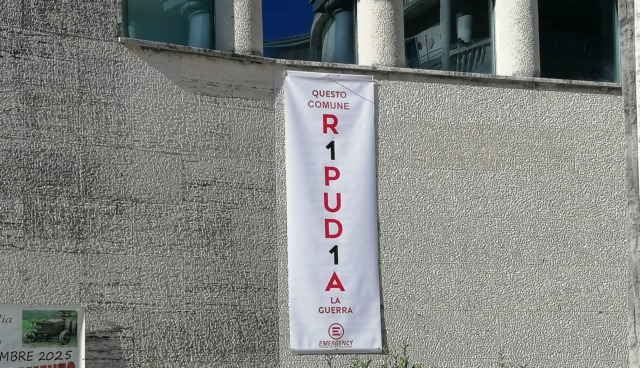 QUESTO
COMUNE
R
1
P
U
D
1
A
LA
GUERRA
E
EMERGENCY
MBRE 2025